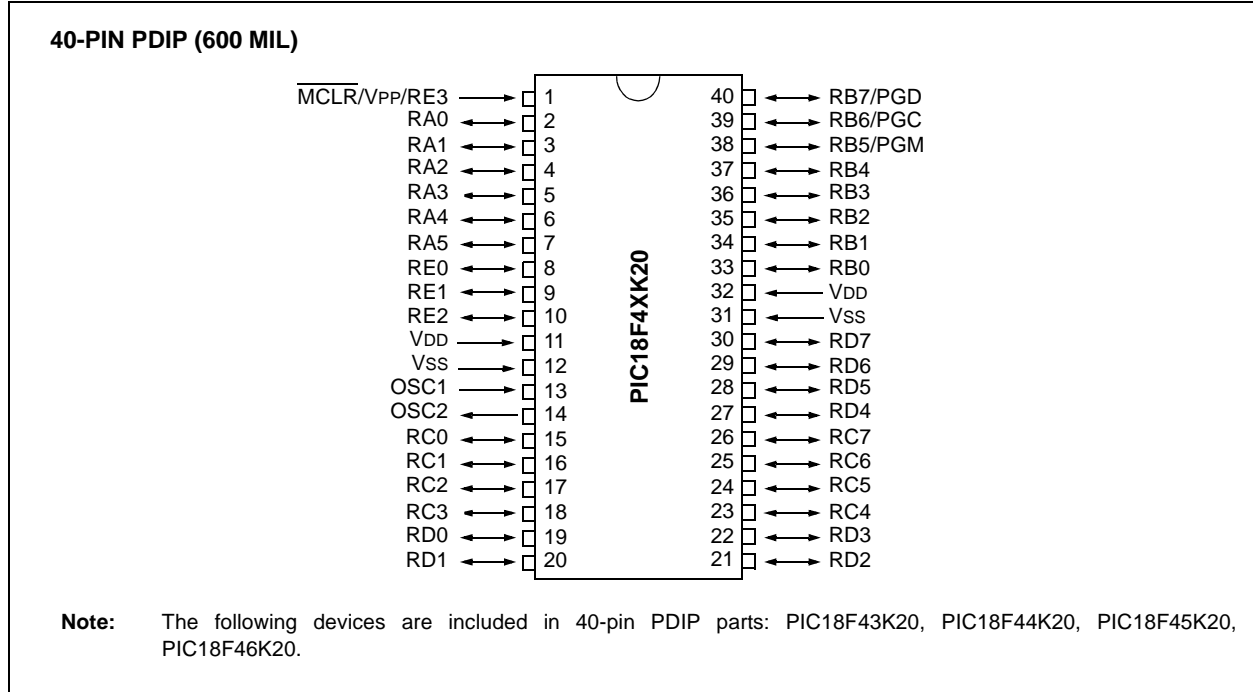 40-PIN PDIP (600 MIL)
MCLR/VPP/RE3 1 40 RB7/PGD
RA0 2 39 RB6/PGC
RA1 3 38 RB5/PGM
RA2 4 37 RB4
RA3 5 36 RB3
RA4 6 35 RB2
RA5 7 34 RB1
RE0 8 33 RB0
RE1 9 32 VDD
RE2 10 31 VSS
VDD 11 30 RD7
VSS 12 29 RD6
OSC1 13 28 RD5
OSC2 14 27 RD4
RC0 15 26 RC7
RC1 16 25 RC6
RC2 17 24 RC5
RC3 18 23 RC4
RD0 19 22 RD3
RD1 20 21 RD2
PIC18F4XK20
Note: The following devices are included in 40-pin PDIP parts: PIC18F43K20, PIC18F44K20, PIC18F45K20,
PIC18F46K20.